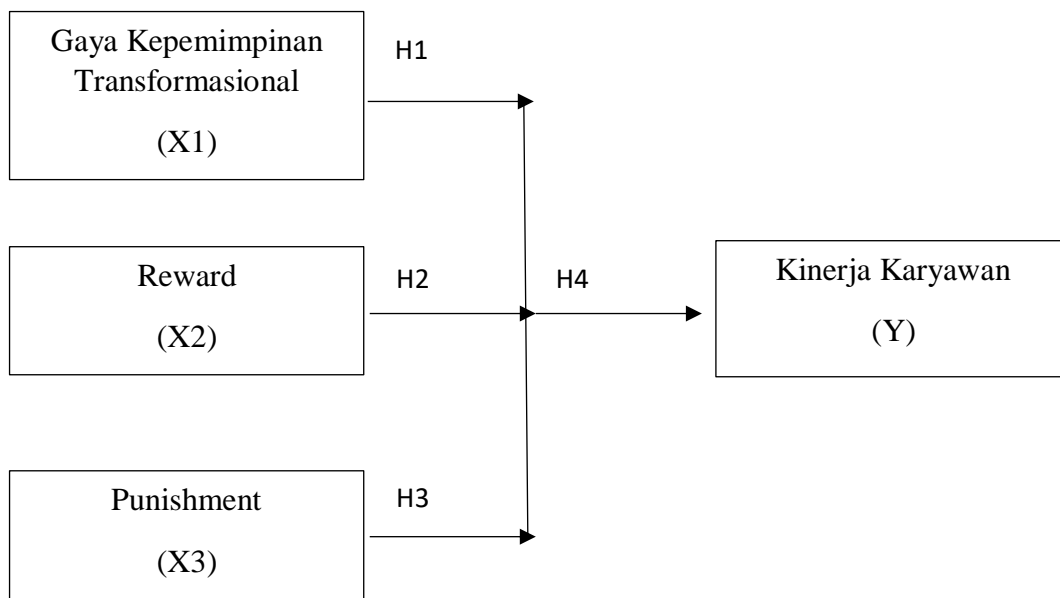 Gaya Kepemimpinan
Transformasional
(X1)
H1
Reward
(X2)
H2
H4
Kinerja Karyawan
(Y)
Punishment
(X3)
H3